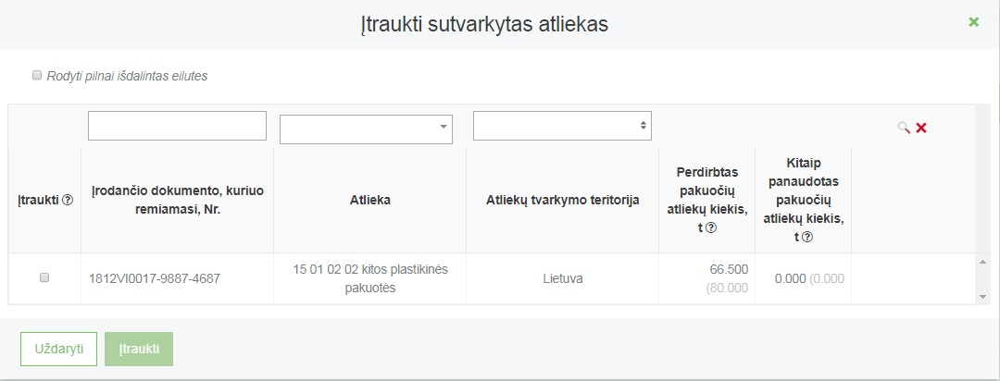 Įtraukti sutvarkytas atliekas
Rodyti pilnai išdalintas eilutes
Įtraukti
Įrodančio dokumento, kuriuo
remiamasi, Nr.
Atlieka
Atliekų tvarkymo teritorija
Perdirbtas
pakuočių
atliekų kiekis,
t
Kitaip
panaudotas
pakuočių
atliekų kiekis,
t
1812VI0017-9887-4687
15 01 02 02 kitos plastikinės
pakuotės
Lietuva
66.500
(80.000
0.000 (0.000
Uždaryti
Įtraukti